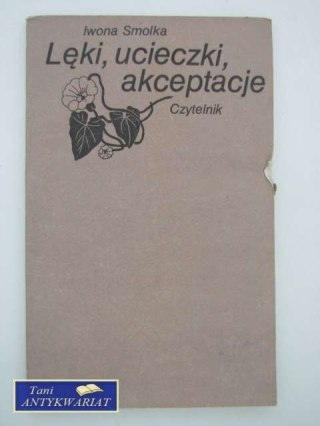 Iwona Smolka
Lęki, ucieczki,
akceptacje
Czytelnik
Tani
ANTYKWARIAT